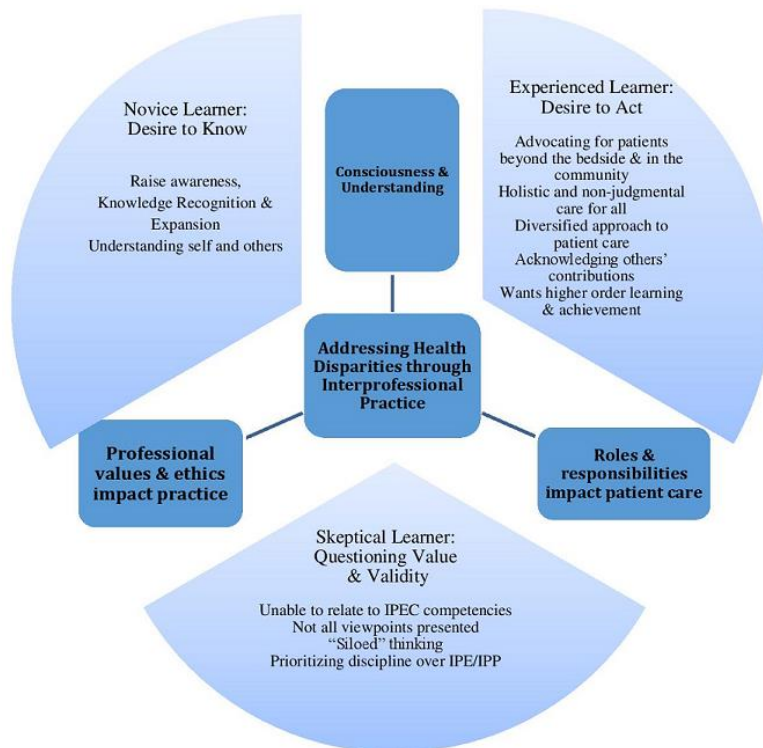 Novice Learner:
Desire to Know
Raise awareness,
Knowledge Recognition &
Expansion
Understanding self and others
Consciousness &
Understanding
Experienced Learner:
Desire to Act
Advocating for patients
beyond the bedside & in the
community
Holistic and non-judgmental
care for all
Diversified approach to
patient care
Acknowledging others’
contributions
Wants higher order learning
& achievement
Addressing Health
Disparities through
Interprofessional
Practice
Professional
values & ethics
impact practice
Roles &
responsibilities
impact patient care
Skeptical Learner:
Questioning Value
& Validity
Unable to relate to IPEC competencies
Not all viewpoints presented
“Siloed” thinking
Prioritizing discipline over IPE/IPP